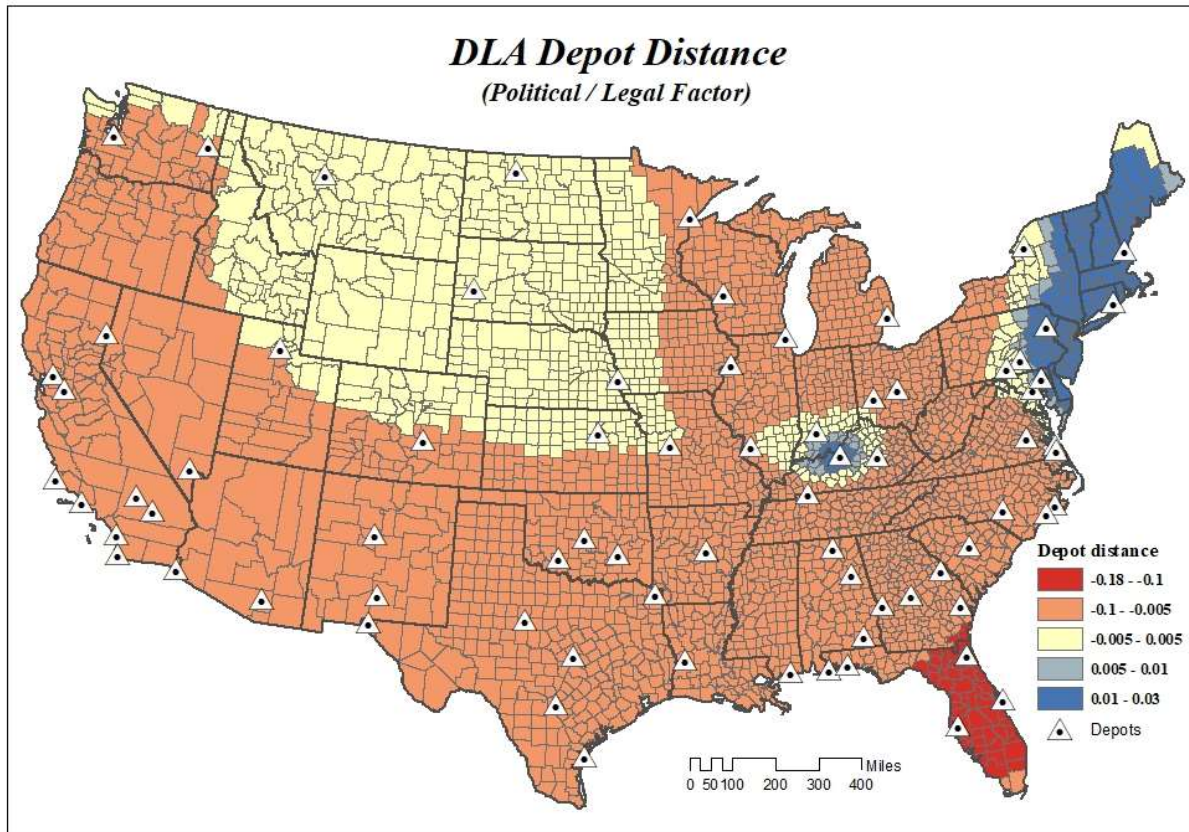 DLA Depot Distance
(Political / Legal Factor)
Depot distance
-0.18 - -0.1
-0.1 - -0.005
-0.005 - 0.005
0.005 - 0.01
0.01 - 0.03
Depots
Miles
0 50 100 200 300 400